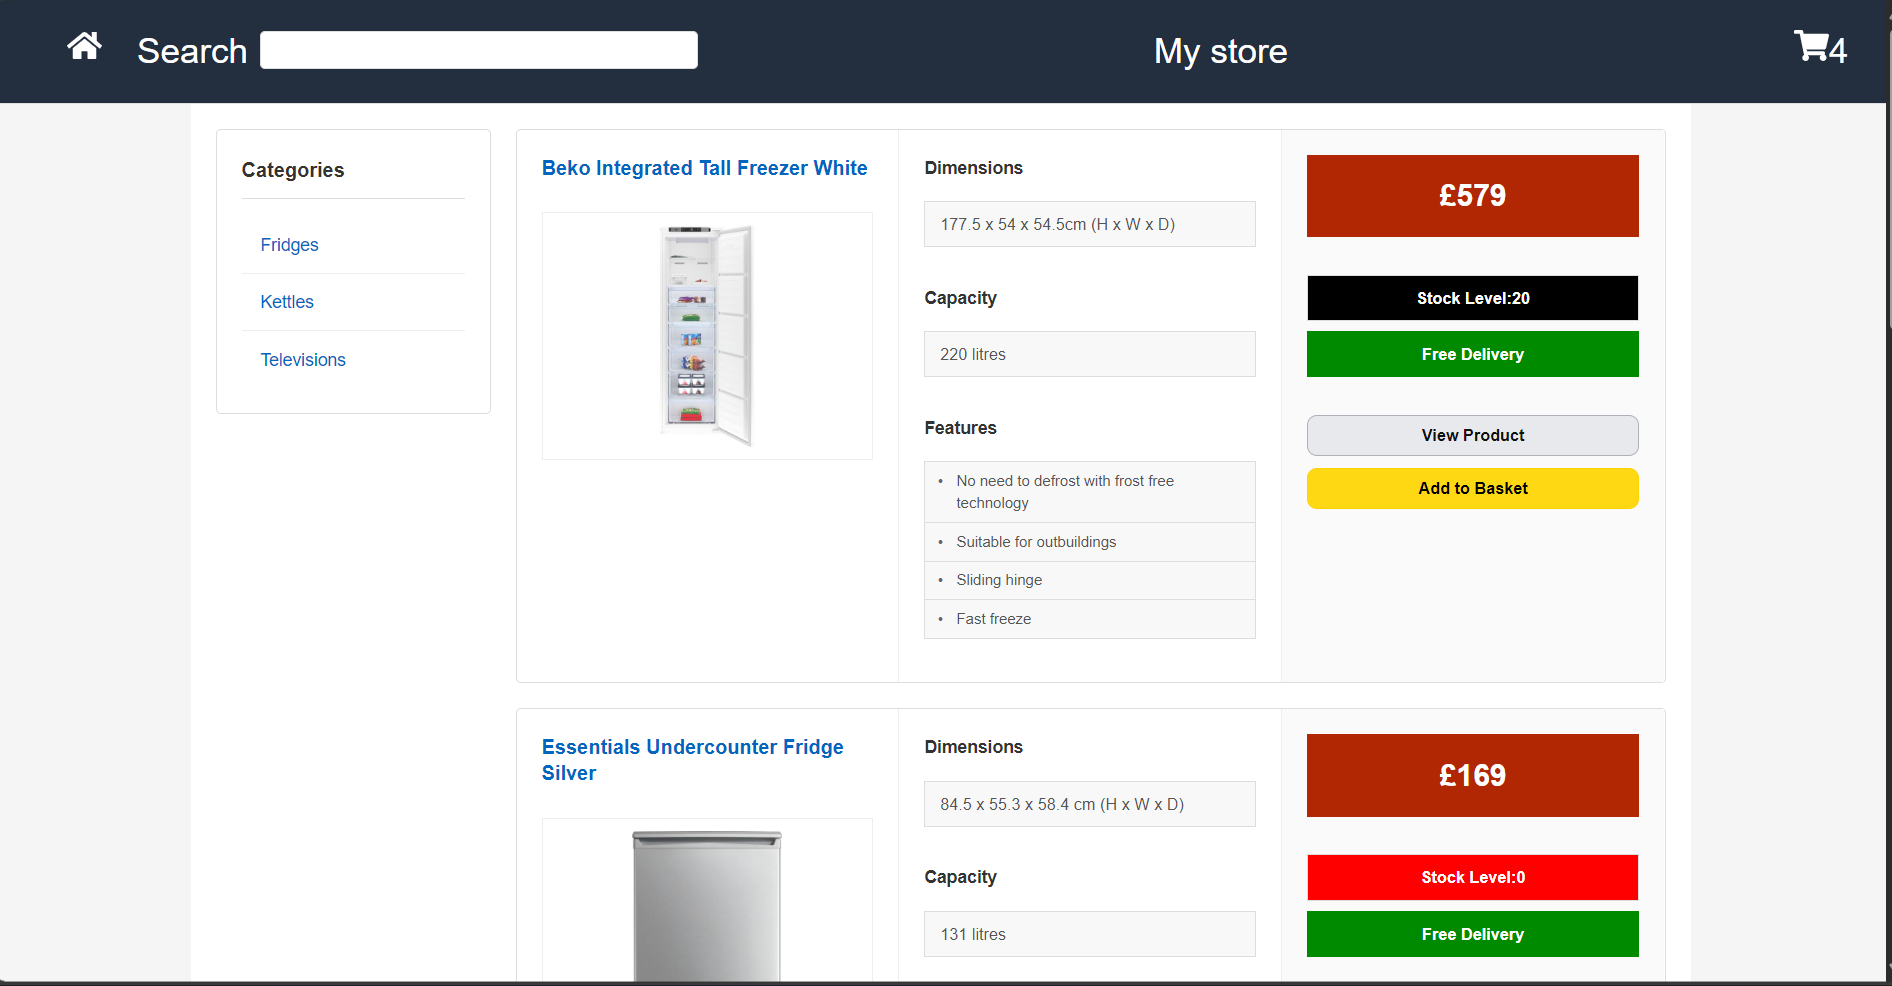 Search
My store
4
Categories
Fridges
Kettles
Televisions
Beko Integrated Tall Freezer White
Dimensions
177.5 x 54 x 54.5cm (H x W x D)
Capacity
220 litres
Features
• No need to defrost with frost free
technology
• Suitable for outbuildings
• Sliding hinge
• Fast freeze
£579
Stock Level:20
Free Delivery
View Product
Add to Basket
Essentials Undercounter Fridge
Silver
Dimensions
84.5 x 55.3 x 58.4 cm (H x W x D)
Capacity
131 litres
£169
Stock Level:0
Free Delivery